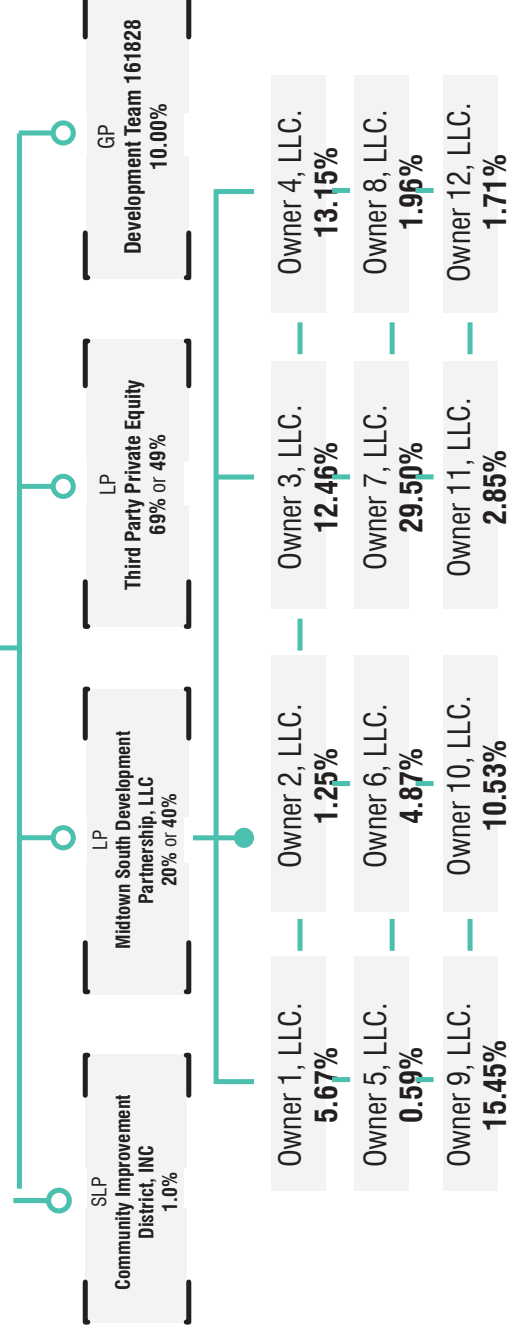 SLP
Community Improvement
District, INC
1.0%
LP
Midtown South Development
Partnership, LLC
20% or 40%
LP
Third Party Private Equity
69% or 49%
GP
Development Team 161828
10.00%
Owner 1, LLC.
5.67%
Owner 2, LLC.
1.25%
Owner 3, LLC.
12.46%
Owner 4, LLC.
13.15%
Owner 5, LLC.
0.59%
Owner 6, LLC.
4.87%
Owner 7, LLC.
29.50%
Owner 8, LLC.
1.96%
Owner 9, LLC.
15.45%
Owner 10, LLC.
10.53%
Owner 11, LLC.
2.85%
Owner 12, LLC.
1.71%